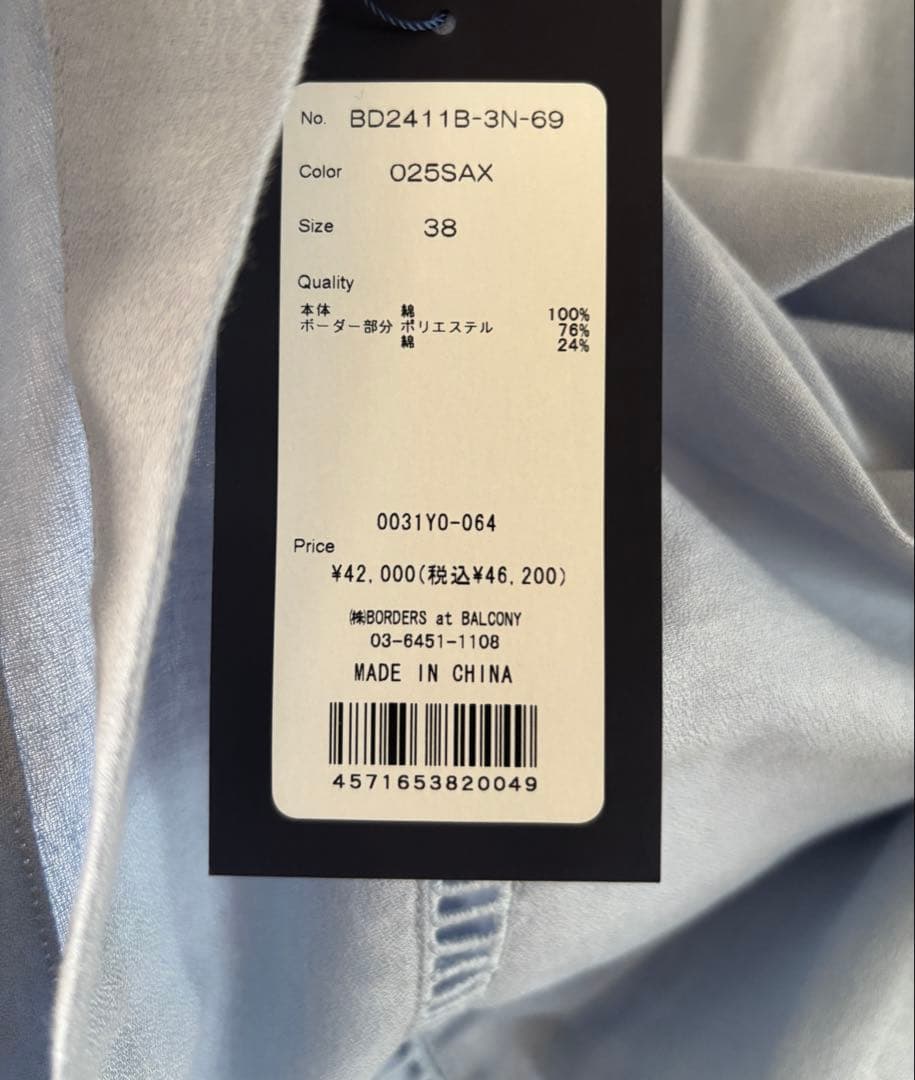 No. BD2411B-3N-69
Color 025SAX
Size 38
Quality
本体 綿 100%
ボーダー部分 ポリエステル 76%
綿 24%
0031Y0-064
Price
¥42,000(税込¥46,200)
㈱BORDERS at BALCONY
03-6451-1108
MADE IN CHINA
4571653820049